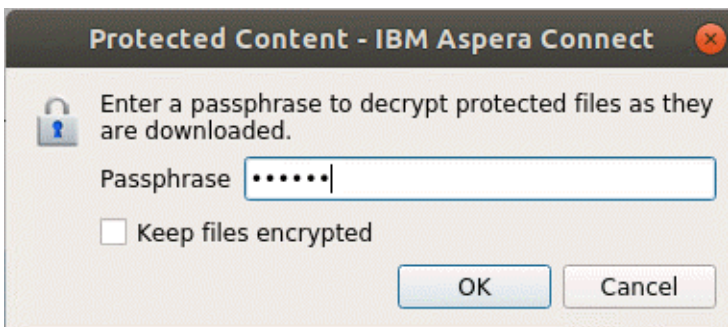 Protected Content - IBM Aspera Connect
Enter a passphrase to decrypt protected files as they
are downloaded.
Passphrase ••••••
Keep files encrypted
OK Cancel